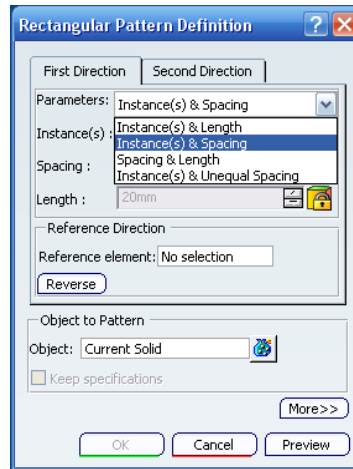 Rectangular Pattern Definition
First Direction Second Direction
Parameters: Instance(s) & Spacing
Instance(s) : Instance(s) & Length
Instance(s) & Spacing
Spacing : Spacing & Length
Instance(s) & Unequal Spacing
Length : 20mm
Reference Direction
Reference element: No selection
Reverse
Object to Pattern
Object: Current Solid
Keep specifications
More>>
OK Cancel Preview